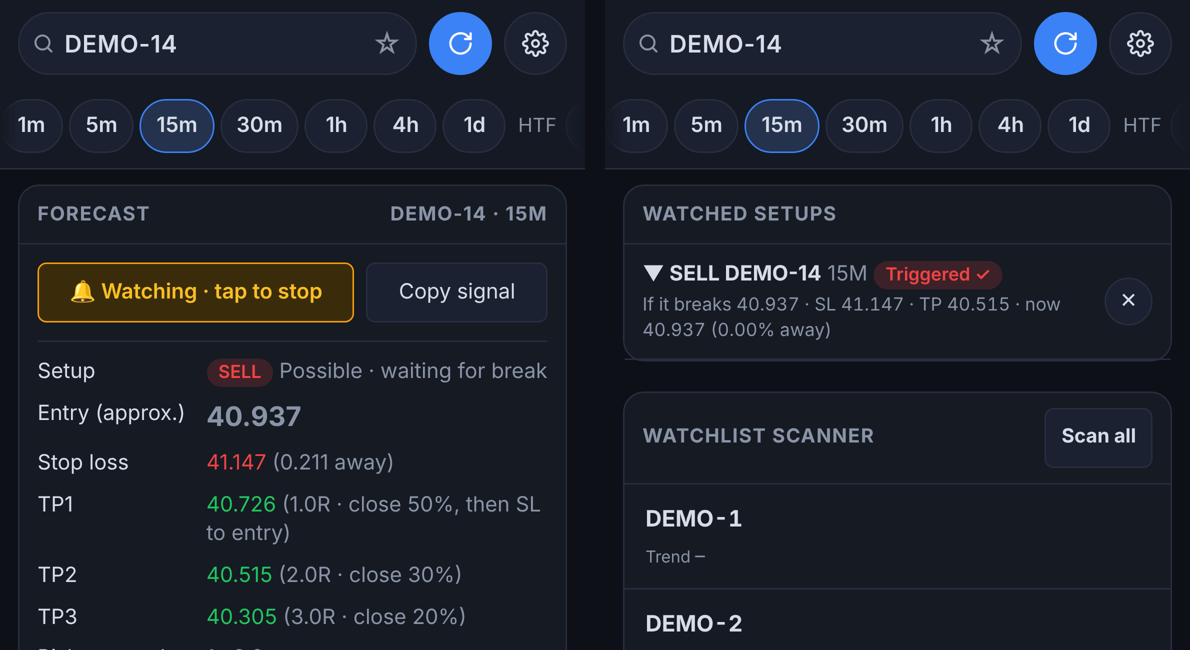 DEMO-14
1m 5m 15m 30m 1h 4h 1d HTF
FORECAST DEMO-14 · 15M
🔔 Watching · tap to stop Copy signal
Setup SELL Possible · waiting for break
Entry (approx.) 40.937
Stop loss 41.147 (0.211 away)
TP1 40.726 (1.0R · close 50%, then SL
to entry)
TP2 40.515 (2.0R · close 30%)
TP3 40.305 (3.0R · close 20%)
DEMO-14
1m 5m 15m 30m 1h 4h 1d HTF
WATCHED SETUPS
▼ SELL DEMO-14 15M Triggered ✓
If it breaks 40.937 · SL 41.147 · TP 40.515 · now
40.937 (0.00% away)
WATCHLIST SCANNER Scan all
DEMO-1
Trend –
DEMO-2